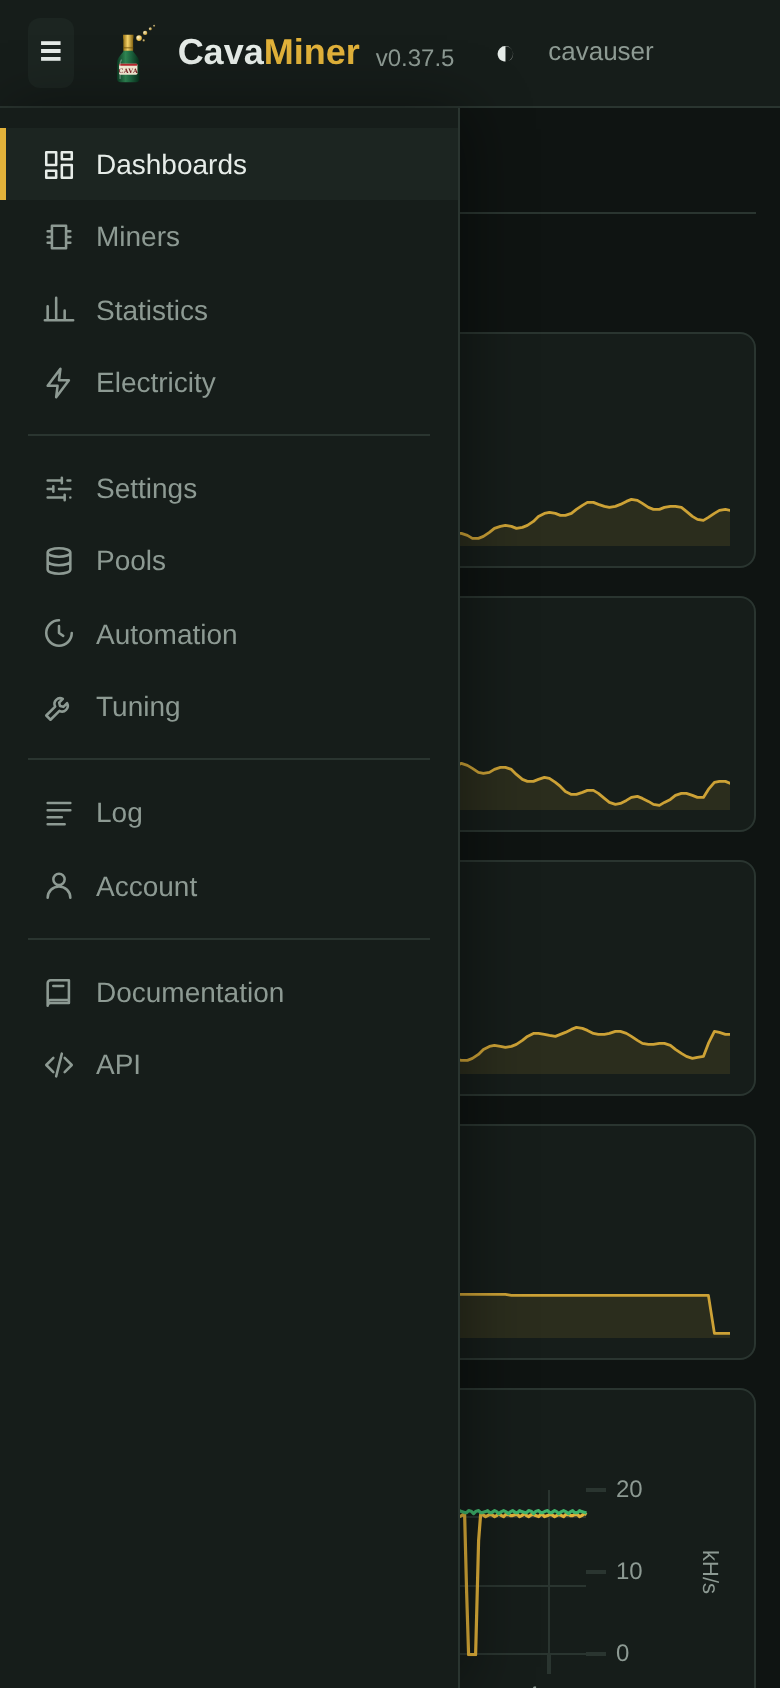 CAVA
CavaMiner v0.37.5 cavauser
Dashboards
Miners
Statistics
Electricity
Settings
Pools
Automation
Tuning
Log
Account
Documentation
API
20
10
0
kH/s